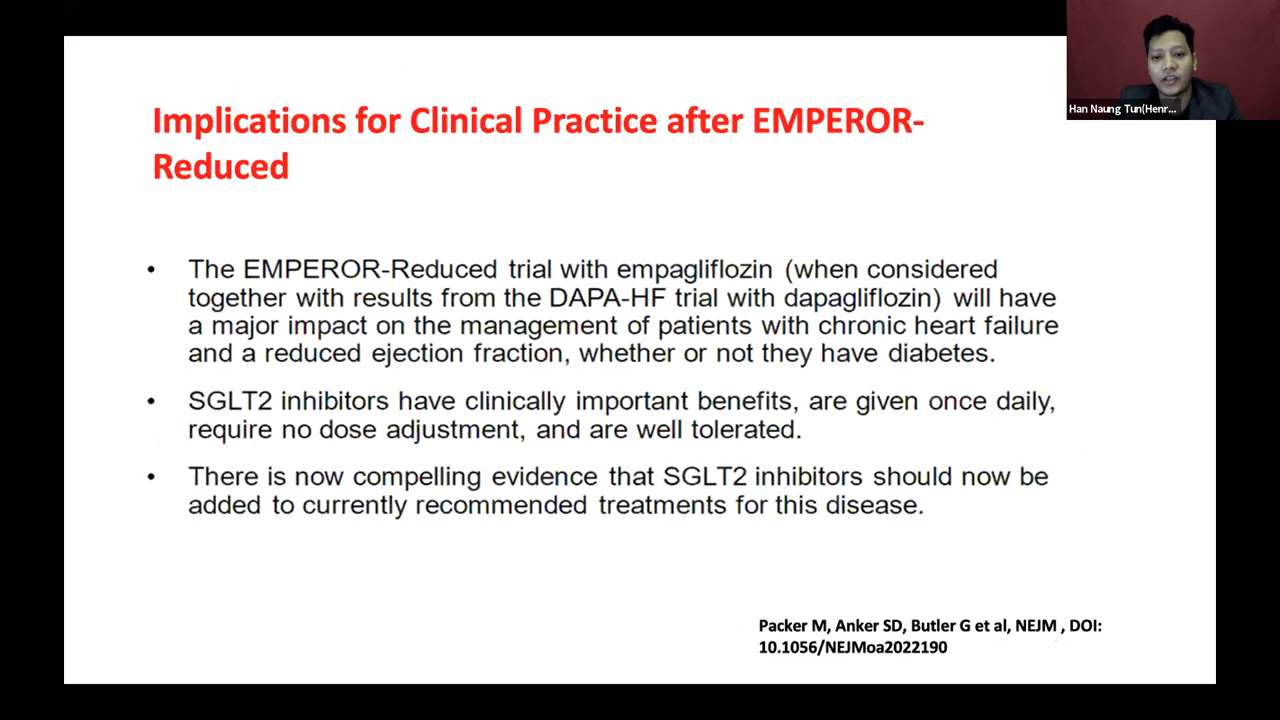 Implications for Clinical Practice after EMPEROR-
Reduced
• The EMPEROR-Reduced trial with empagliflozin (when considered
together with results from the DAPA-HF trial with dapagliflozin) will have
a major impact on the management of patients with chronic heart failure
and a reduced ejection fraction, whether or not they have diabetes.
• SGLT2 inhibitors have clinically important benefits, are given once daily,
require no dose adjustment, and are well tolerated.
• There is now compelling evidence that SGLT2 inhibitors should now be
added to currently recommended treatments for this disease.
Packer M, Anker SD, Butler G et al, NEJM , DOI:
10.1056/NEJMoa2022190
Han Naung Tun(Henr...